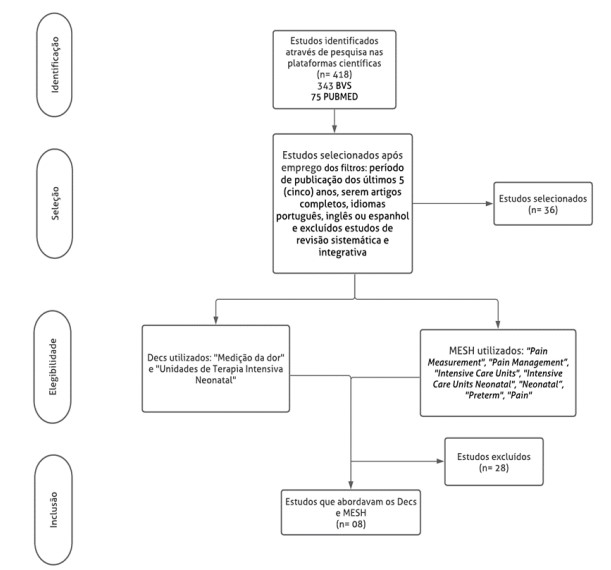 Identificação
Estudos identificados
através de pesquisa nas
plataformas científicas
(n= 418)
343 BVS
75 PUBMED
Seleção
Estudos selecionados após
emprego dos filtros: período
de publicação dos últimos 5
(cinco) anos, serem artigos
completos, idiomas
português, inglês ou espanhol
e excluídos estudos de
revisão sistemática e
integrativa
Estudos selecionados
(n= 36)
Elegibilidade
Decs utilizados: "Medição da dor"
e "Unidades de Terapia Intensiva
Neonatal"
MESH utilizados: "Pain
Measurement", "Pain Management",
"Intensive Care Units", "Intensive
Care Units Neonatal", "Neonatal",
"Preterm", "Pain"
Estudos excluídos
(n= 28)
Inclusão
Estudos que abordavam os Decs
e MESH
(n= 08)